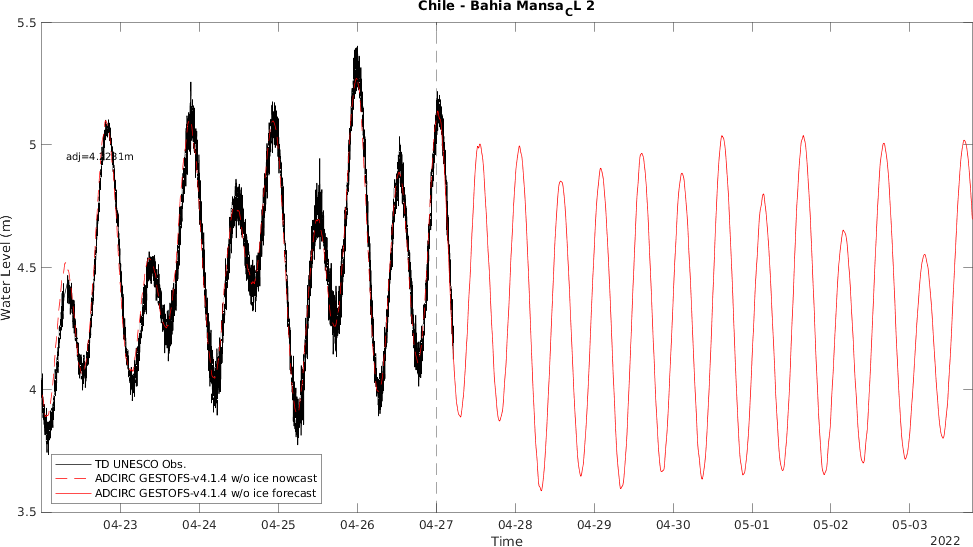 Chile - Bahia Mansa_CL 2
5.5
5
4.5
4
3.5
Water Level (m)
adj=4.2231m
TD UNESCO Obs.
ADCIRC GESTOFS-v4.1.4 w/o ice nowcast
ADCIRC GESTOFS-v4.1.4 w/o ice forecast
04-23 04-24 04-25 04-26 04-27 04-28 04-29 04-30 05-01 05-02 05-03
Time
2022